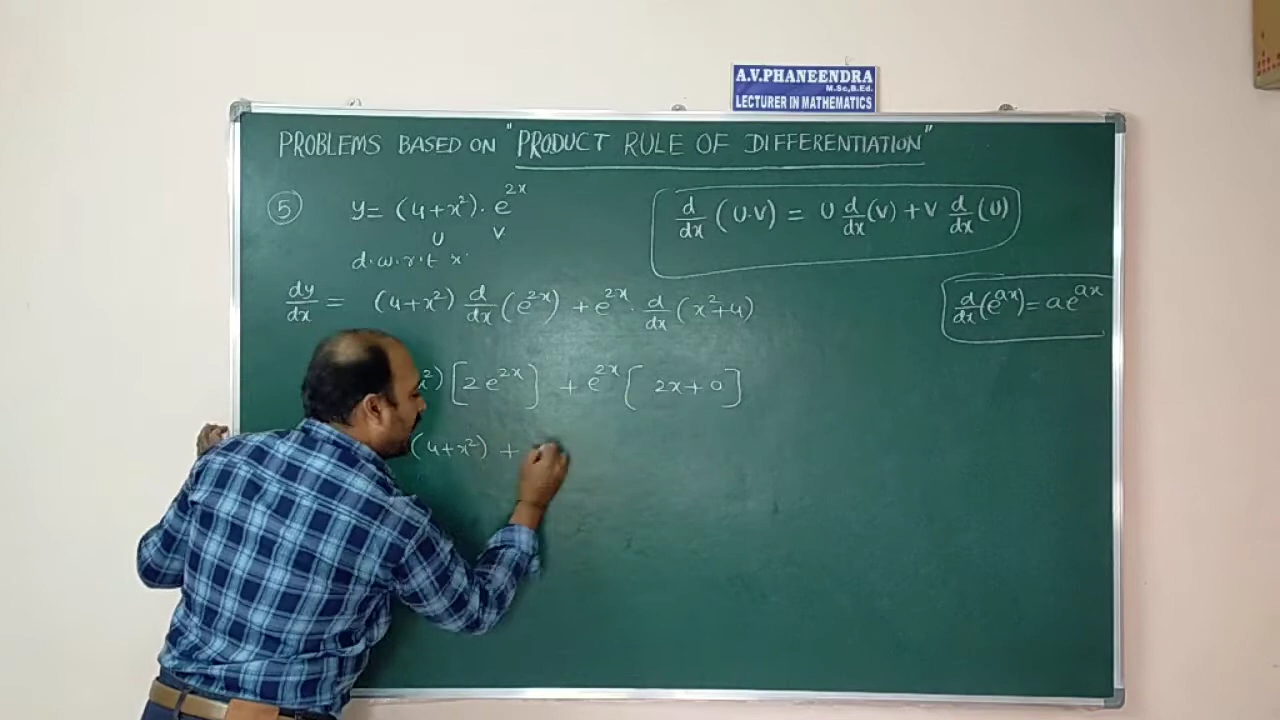 A.V.PHANEENDRA
M.Sc,B.Ed.
LECTURER IN MATHEMATICS
PROBLEMS BASED ON "PRODUCT RULE OF DIFFERENTIATION"
5 y = (4+x²)·e^{2x}
U V
d/dx (U·V) = U d/dx (V) + V d/dx (U)
d·w·r·t x·
dy/dx = (4+x²) d/dx (e^{2x}) + e^{2x} · d/dx (x²+4)
d/dx (e^{ax}) = ae^{ax}
x²) [2e^{2x}] + e^{2x} [2x+0]
(4+x²) +